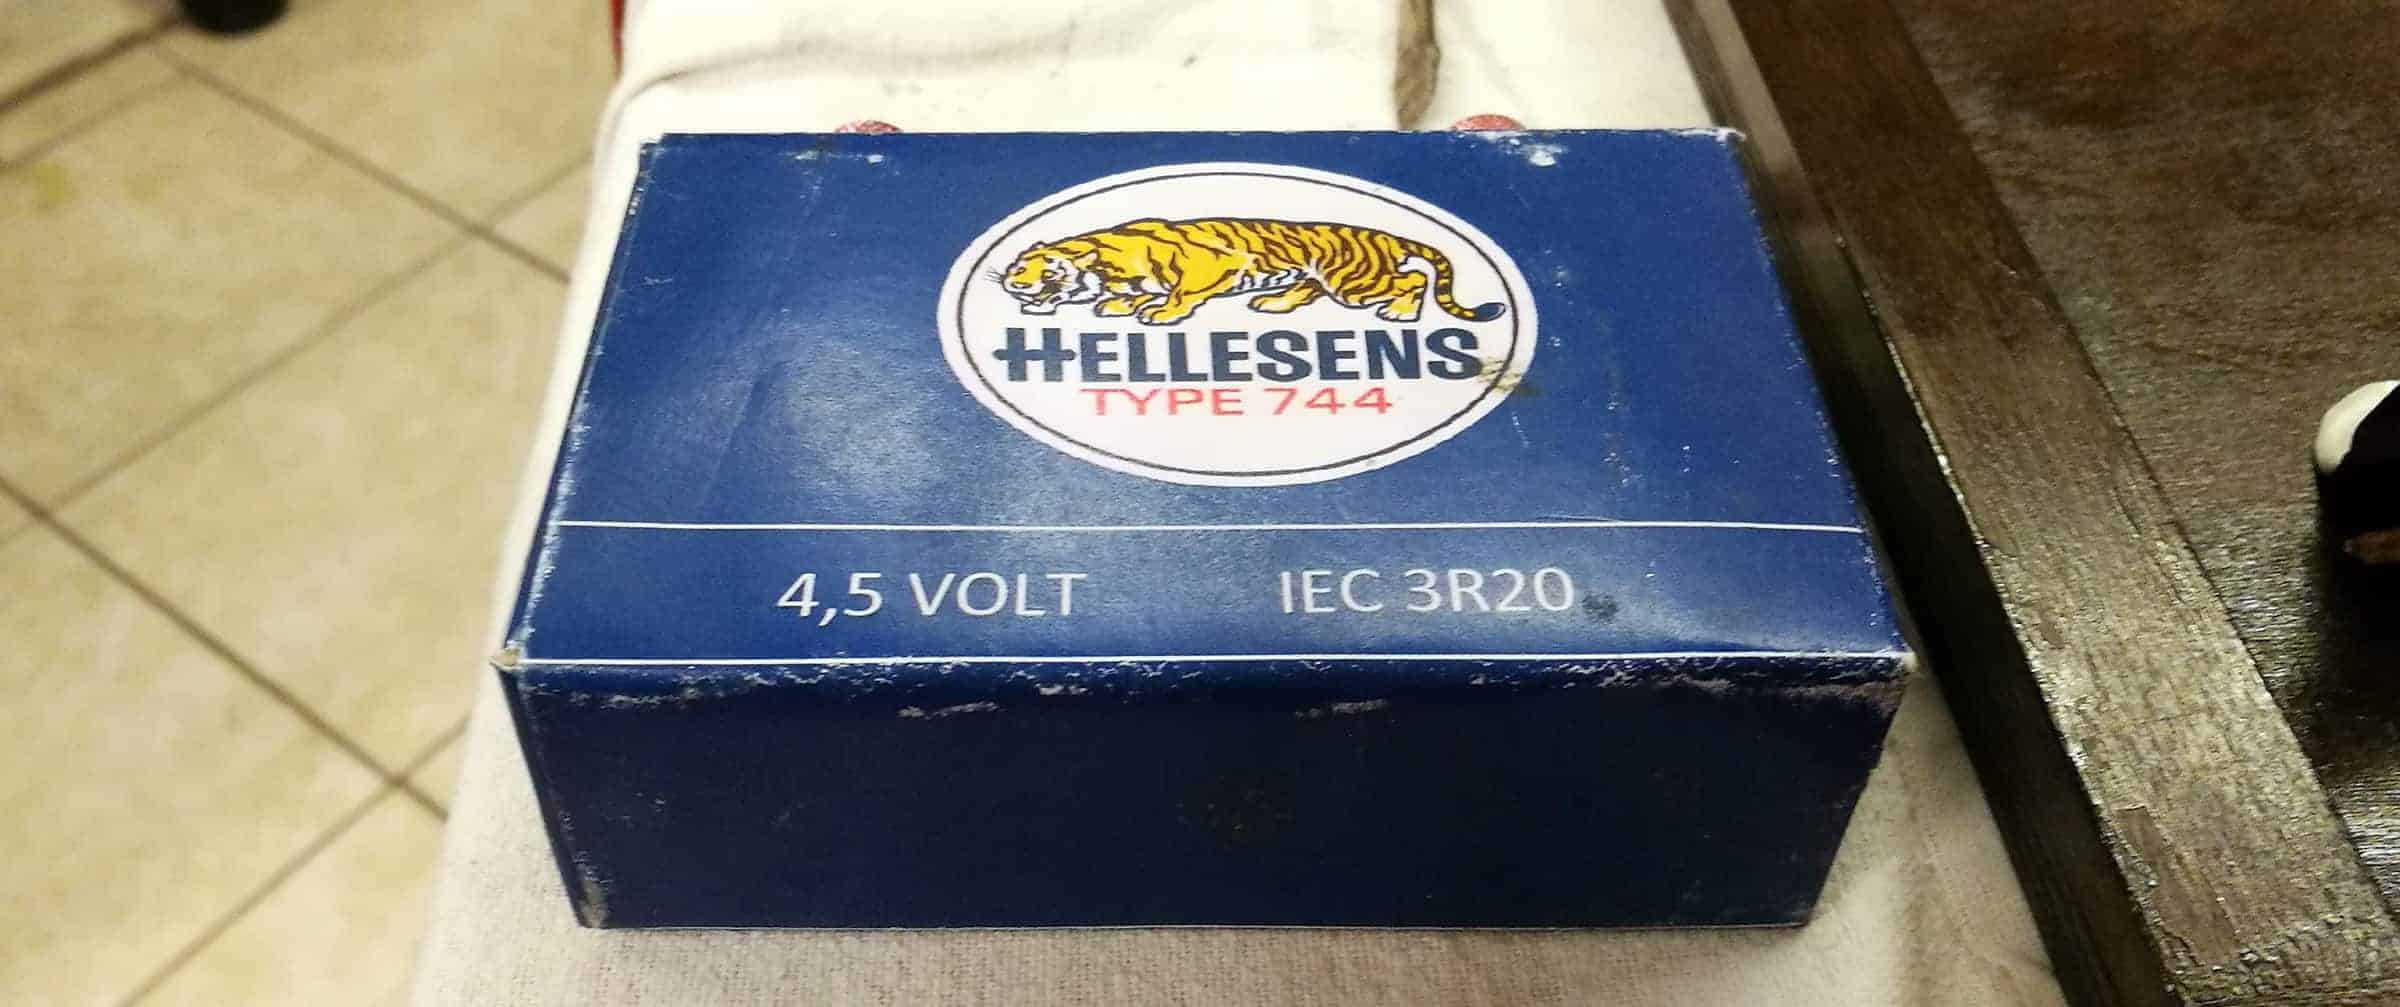 HELLESENS
TYPE 744
4,5 VOLT IEC 3R20